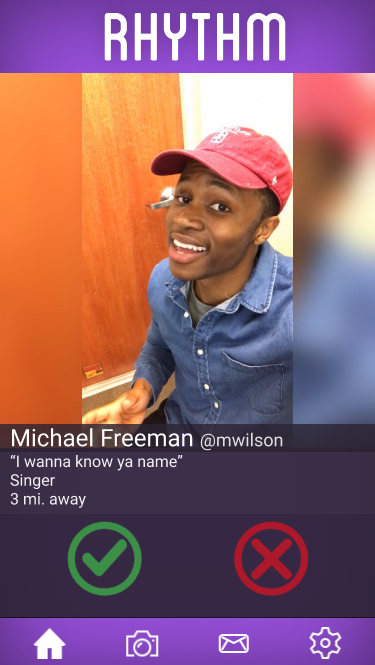 RHYTHM
Michael Freeman @mwilson
“I wanna know ya name”
Singer
3 mi. away